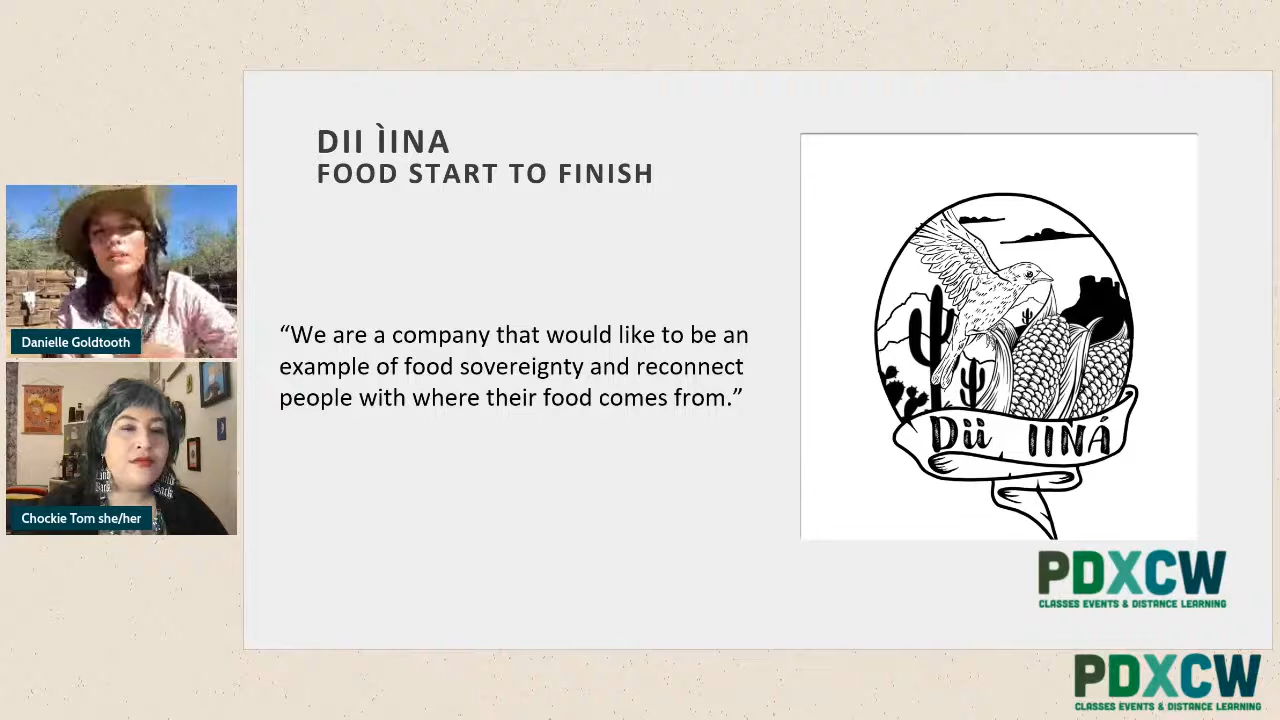 DII ÌINA
FOOD START TO FINISH
“We are a company that would like to be an
example of food sovereignty and reconnect
people with where their food comes from.”
Dii IINÁ
Danielle Goldtooth
Chockie Tom she/her
PDXCW
CLASSES EVENTS & DISTANCE LEARNING
PDXCW
CLASSES EVENTS & DISTANCE LEARNING